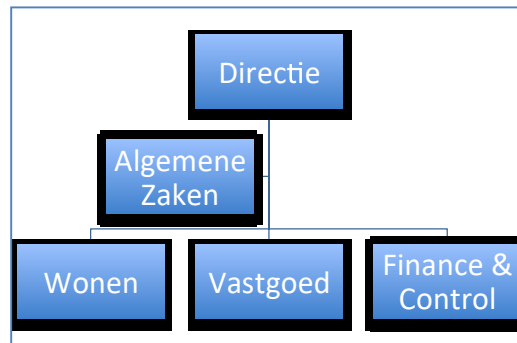 Directie
Algemene
Zaken
Wonen
Vastgoed
Finance &
Control